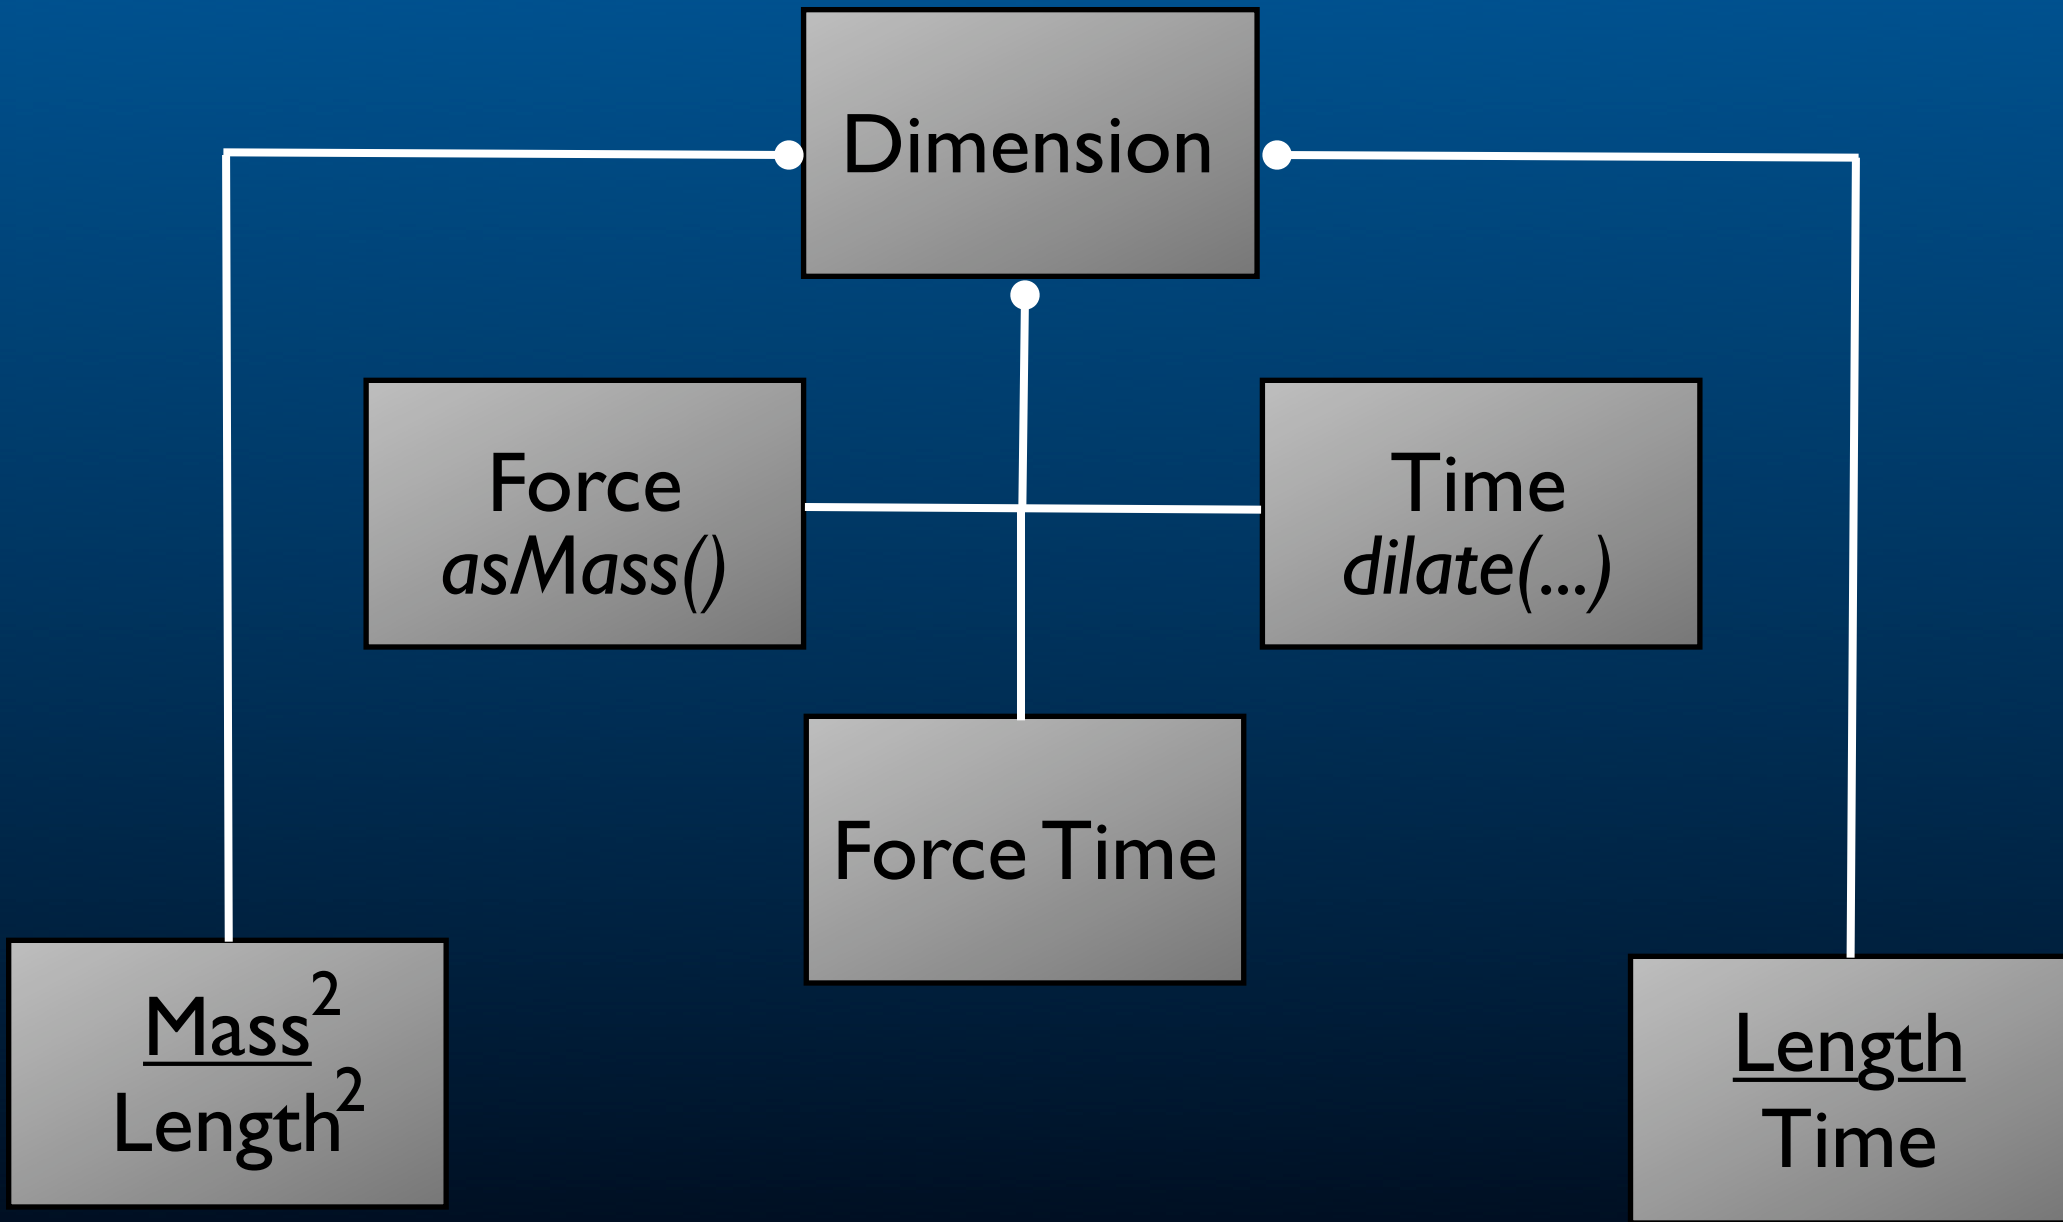 Dimension
Force
asMass()
Time
dilate(...)
Force Time
Mass²
Length²
Length
Time